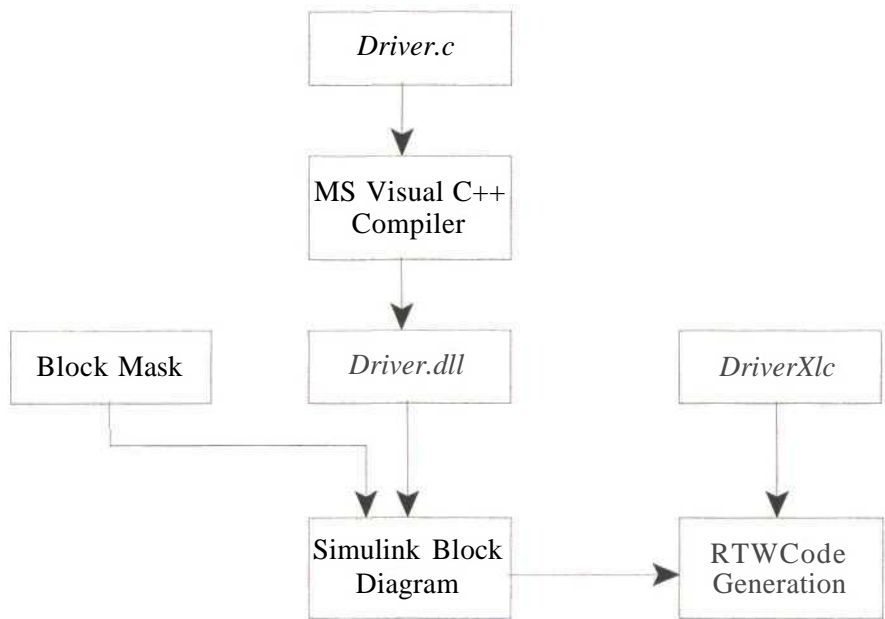 Driver.c
MS Visual C++
Compiler
Block Mask
Driver.dll
DriverXlc
Simulink Block
Diagram
RTWCode
Generation